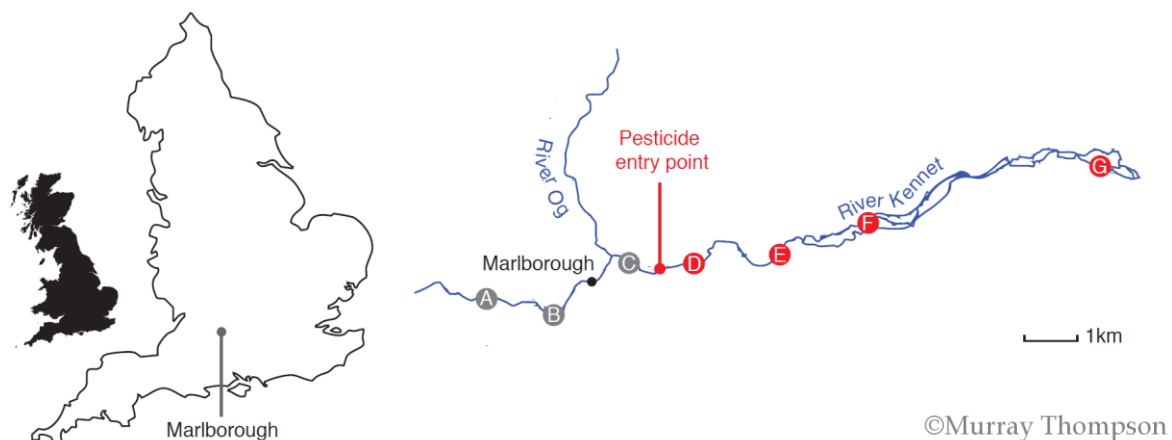 River Og
Pesticide
entry point
River Kennet
G
F
Marlborough
C
D
E
A
B
1km
Marlborough
©Murray Thompson